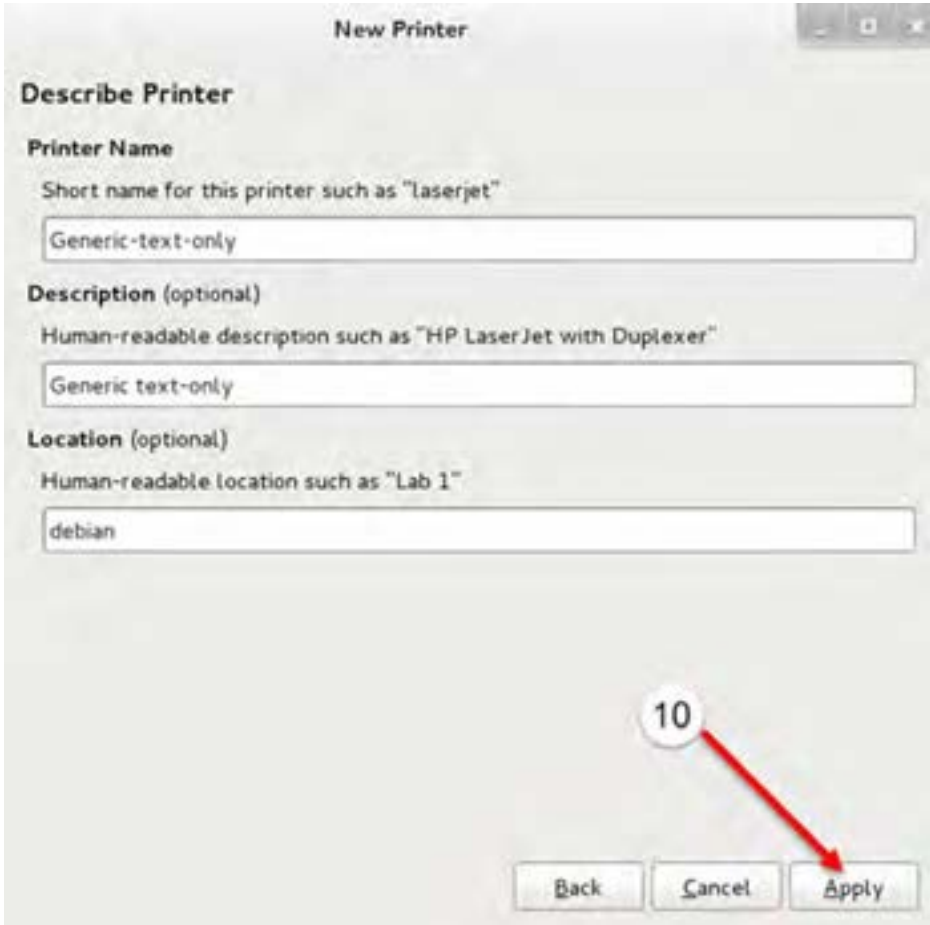 New Printer
Describe Printer
Printer Name
Short name for this printer such as "laserjet"
Generic-text-only
Description (optional)
Human-readable description such as "HP LaserJet with Duplexer"
Generic text-only
Location (optional)
Human-readable location such as "Lab 1"
debian
10
Back Cancel Apply